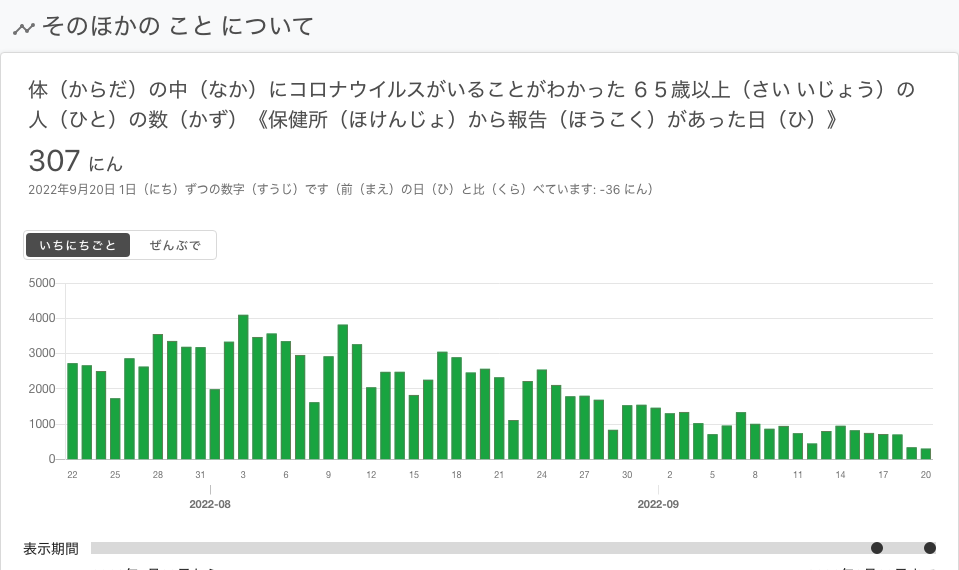 そのほかの こと について
体（からだ）の中（なか）にコロナウイルスがいることがわかった ６５歳以上（さい いじょう）の
人（ひと）の数（かず）《保健所（ほけんじょ）から報告（ほうこく）があった日（ひ）》
307 にん
2022年9月20日 1日（にち）ずつの数字（すうじ）です（前（まえ）の日（ひ）と比（くら）べています: -36 にん）
いちにちごと ぜんぶで
5000
4000
3000
2000
1000
0
22 25 28 31 3 6 9 12 15 18 21 24 27 30 2 5 8 11 14 17 20
2022-08 2022-09
表示期間